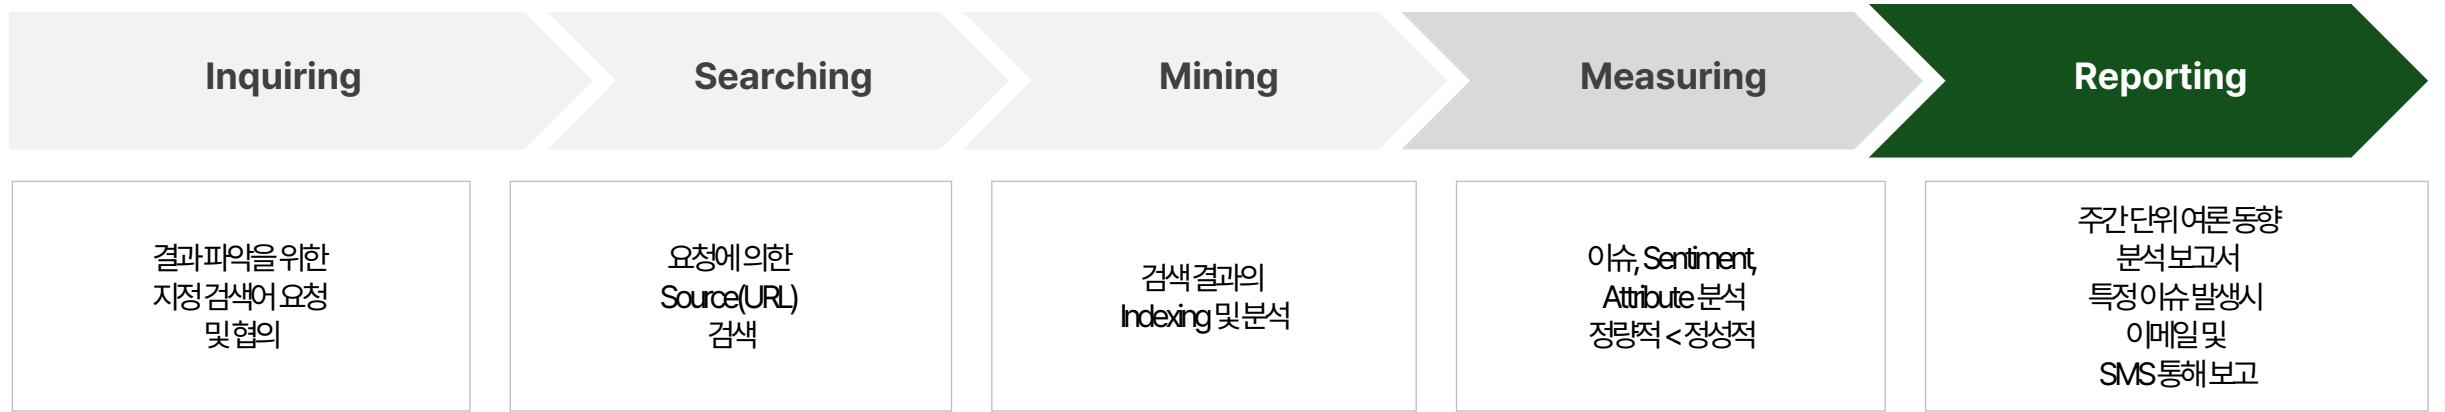 Inquiring
Searching
Mining
Measuring
Reporting
결과 파악을 위한
지정 검색어 요청
및 협의
요청에 의한
Source(URL)
검색
검색 결과의
Indexing 및 분석
이슈, Sentiment,
Attribute 분석
정량적 < 정성적
주간 단위 여론 동향
분석 보고서
특정 이슈 발생시
이메일 및
SMS 통해 보고